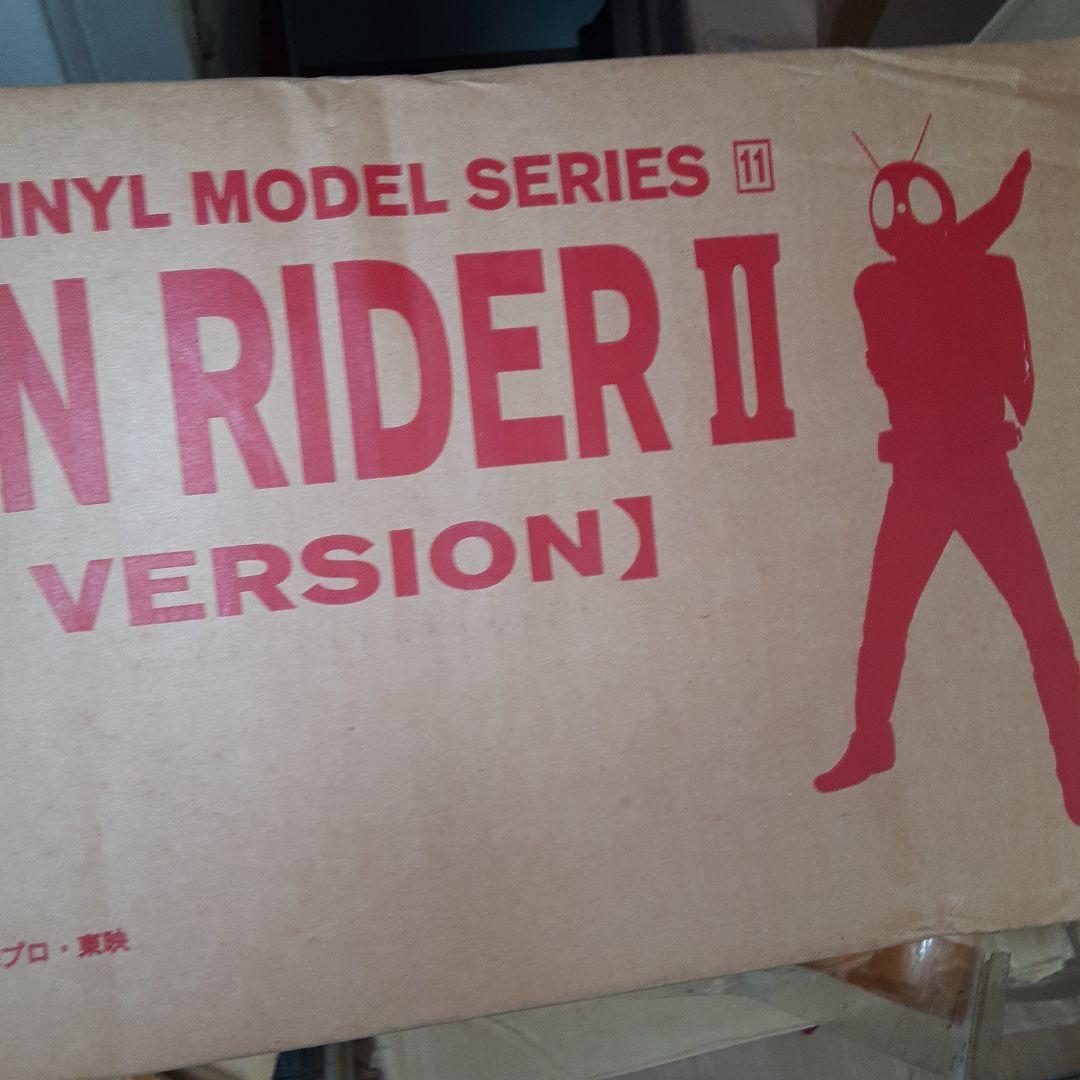 INYL MODEL SERIES 11
N RIDER II
VERSION】
プロ・東映